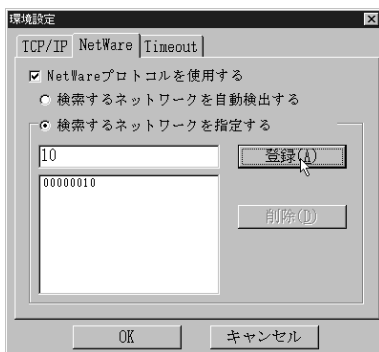 環境設定
TCP/IP NetWare Timeout
NetWareプロトコルを使用する
検索するネットワークを自動検出する
検索するネットワークを指定する
10 登録(A)
00000010
削除(D)
OK キャンセル